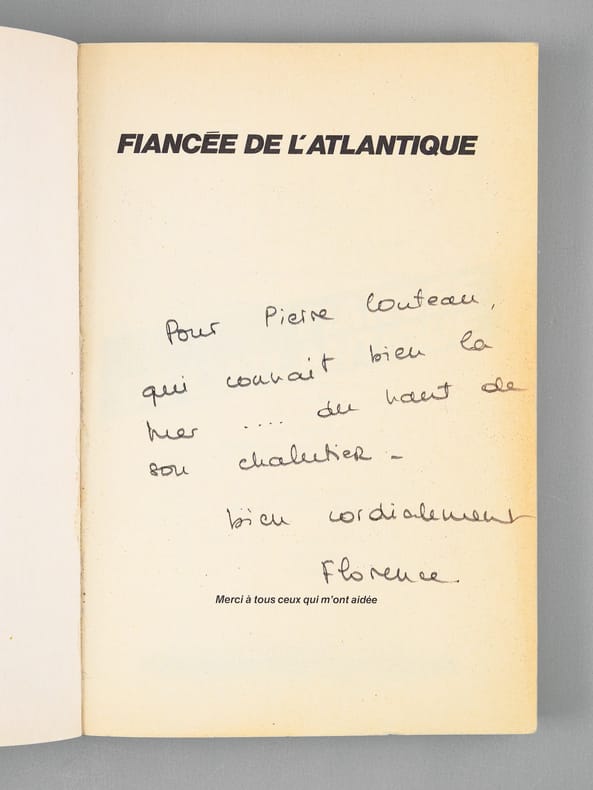 FIANCÉE DE L'ATLANTIQUE
Pour Pierre Couteau,
qui connait bien la
mer .... du haut de
son chalutier -
bien cordialement
Florence.
Merci à tous ceux qui m'ont aidée